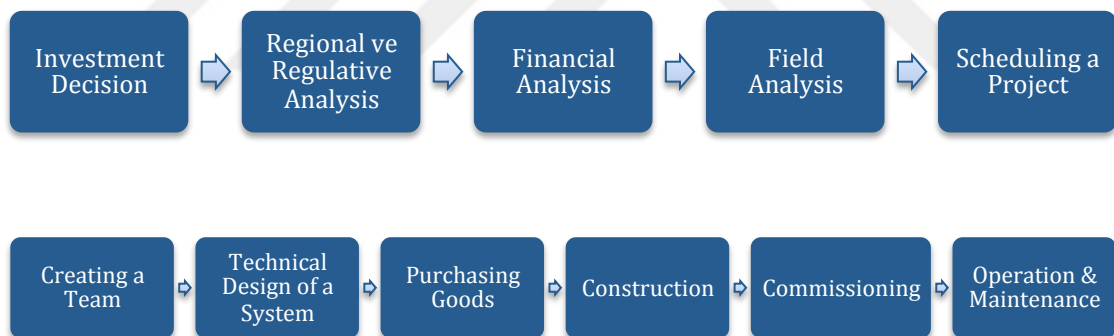 Investment
Decision
Regional ve
Regulative
Analysis
Financial
Analysis
Field
Analysis
Scheduling a
Project
Creating a
Team
Technical
Design of a
System
Purchasing
Goods
Construction
Commissioning
Operation &
Maintenance